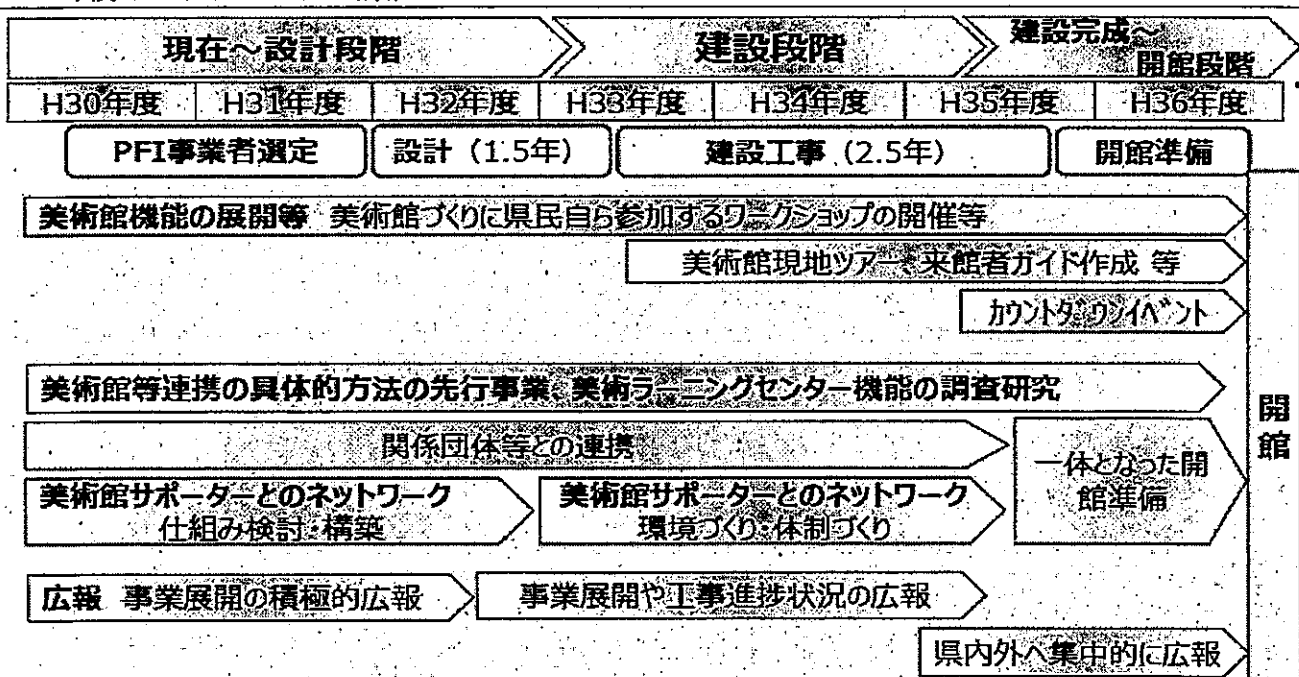 現在～設計段階
建設段階
建設完成～
開館段階
H30年度
H31年度
H32年度
H33年度
H34年度
H35年度
H36年度
PFI事業者選定
設計（1.5年）
建設工事（2.5年）
開館準備
美術館機能の展開等 美術館づくりに県民自ら参加するワークショップの開催等
美術館現地ツアー、来館者ガイド作成 等
ｶｳﾝﾄﾀﾞｳﾝｲﾍﾞﾝﾄ
美術館等連携の具体的方法の先行事業、美術ラーニングセンター機能の調査研究
関係団体等との連携
一体となった開
館準備
美術館サポーターとのネットワーク
仕組み検討・構築
美術館サポーターとのネットワーク
環境づくり・体制づくり
広報 事業展開の積極的広報
事業展開や工事進捗状況の広報
県内外へ集中的に広報
開
館